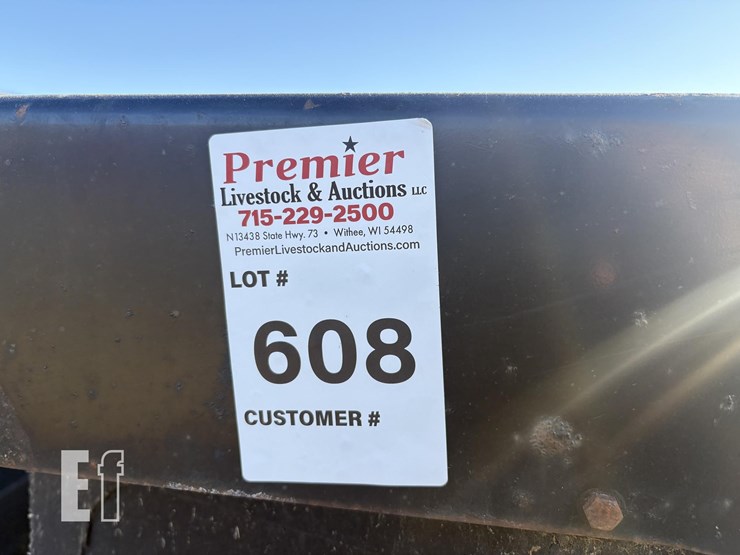 Premier
Livestock & Auctions LLC
715-229-2500
N13438 State Hwy. 73 • Withee, WI 54498
PremierLivestockandAuctions.com
LOT #
608
CUSTOMER #
Ef